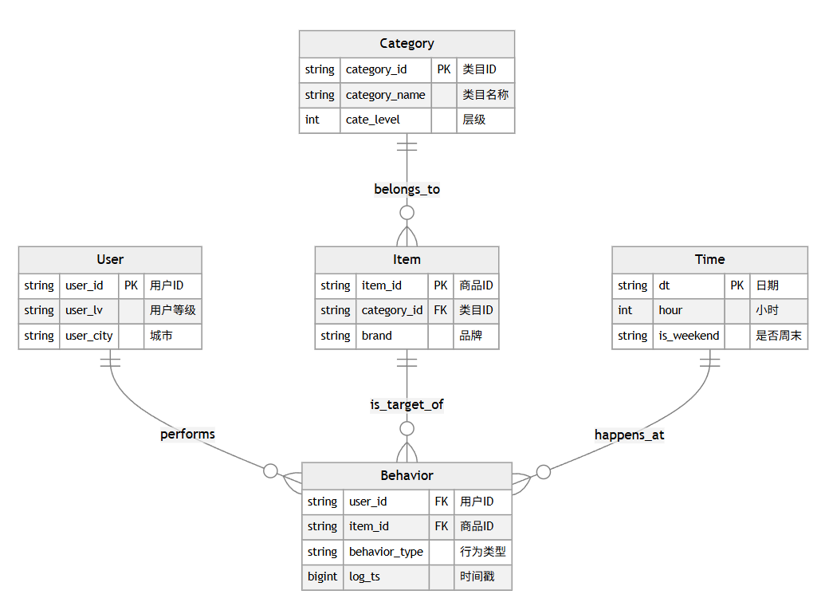 Category
string category_id PK 类目ID
string category_name 类目名称
int cate_level 层级
belongs_to
User
string user_id PK 用户ID
string user_lv 用户等级
string user_city 城市
Item
string item_id PK 商品ID
string category_id FK 类目ID
string brand 品牌
Time
string dt PK 日期
int hour 小时
string is_weekend 是否周末
performs
is_target_of
happens_at
Behavior
string user_id FK 用户ID
string item_id FK 商品ID
string behavior_type 行为类型
bigint log_ts 时间戳